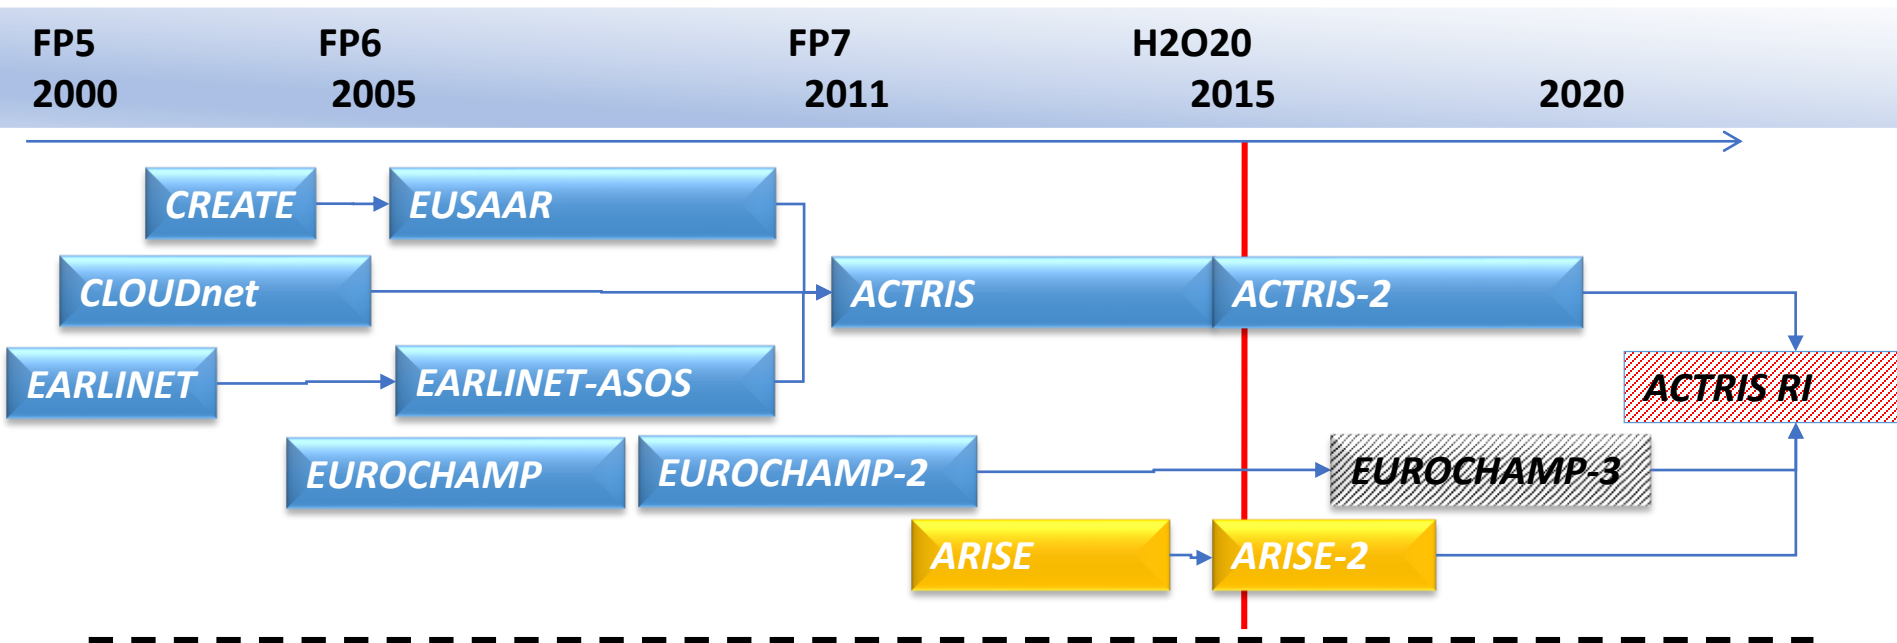 FP5 FP6 FP7 H2O20
2000 2005 2011 2015 2020
CREATE EUSAAR
CLOUDnet ACTRIS ACTRIS-2
EARLINET EARLINET-ASOS ACTRIS RI
EUROCHAMP EUROCHAMP-2 EUROCHAMP-3
ARISE ARISE-2